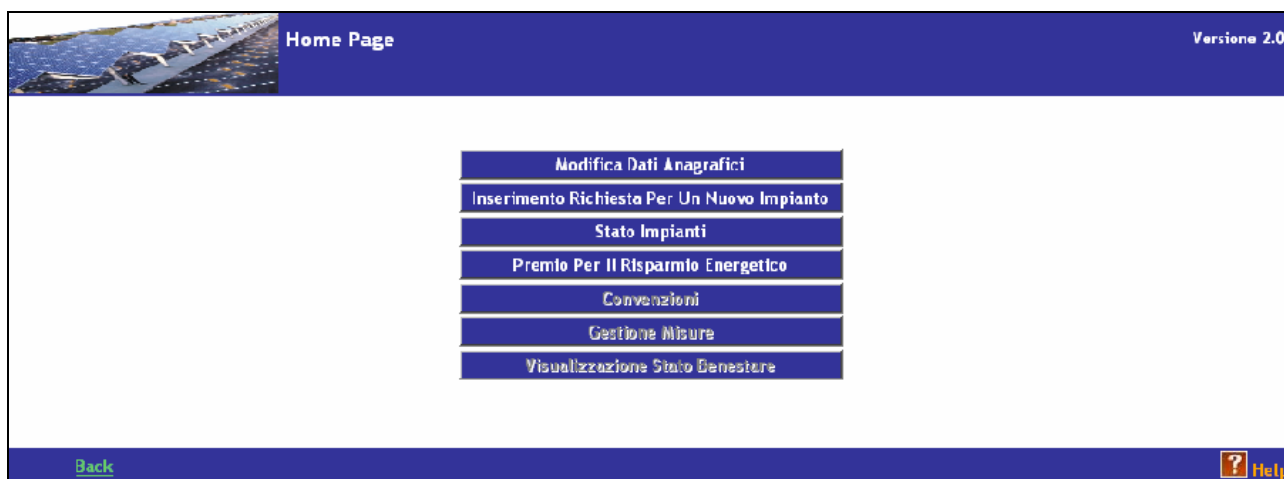 Home Page
Versione 2.0
Modifica Dati Anagrafici
Inserimento Richiesta Per Un Nuovo Impianto
Stato Impianti
Premio Per Il Risparmio Energetico
Convenzioni
Gestione Misure
Visualizzazione Stato Benestare
Back
? Help